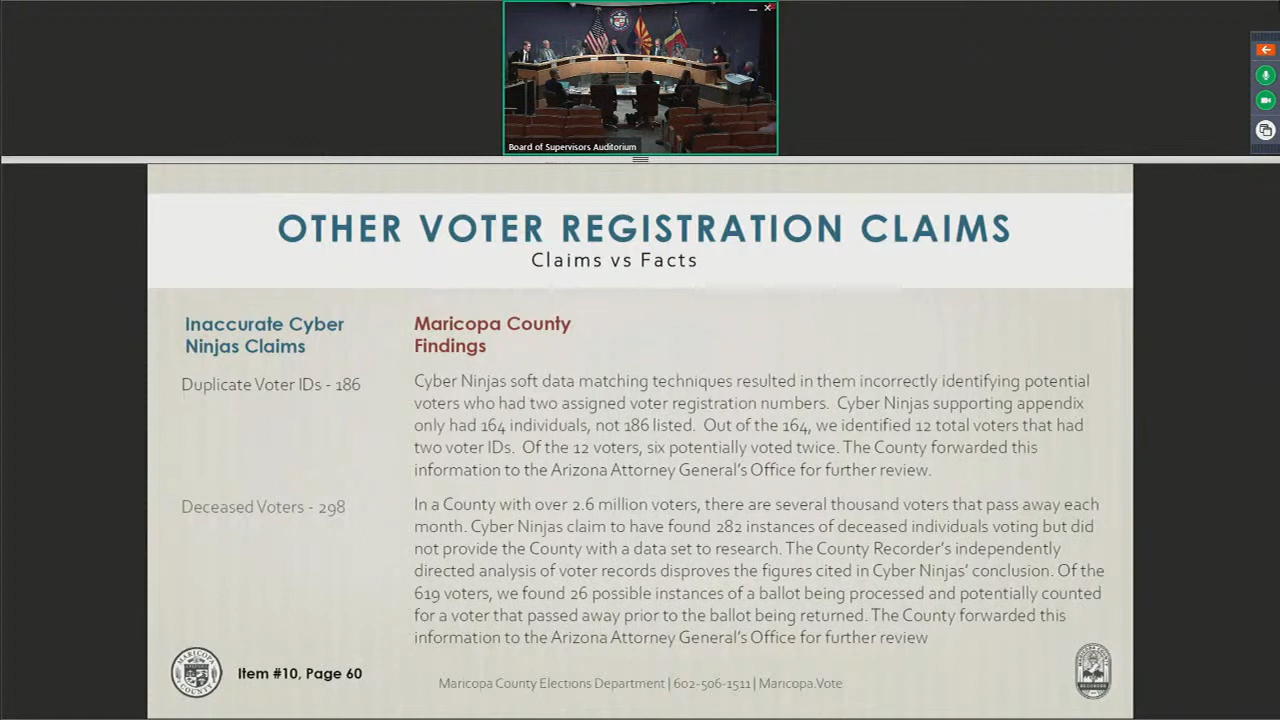 Board of Supervisors Auditorium
OTHER VOTER REGISTRATION CLAIMS
Claims vs Facts
Inaccurate Cyber
Ninjas Claims
Maricopa County
Findings
Duplicate Voter IDs - 186
Cyber Ninjas soft data matching techniques resulted in them incorrectly identifying potential
voters who had two assigned voter registration numbers. Cyber Ninjas supporting appendix
only had 164 individuals, not 186 listed. Out of the 164, we identified 12 total voters that had
two voter IDs. Of the 12 voters, six potentially voted twice. The County forwarded this
information to the Arizona Attorney General's Office for further review.
Deceased Voters - 298
In a County with over 2.6 million voters, there are several thousand voters that pass away each
month. Cyber Ninjas claim to have found 282 instances of deceased individuals voting but did
not provide the County with a data set to research. The County Recorder's independently
directed analysis of voter records disproves the figures cited in Cyber Ninjas' conclusion. Of the
619 voters, we found 26 possible instances of a ballot being processed and potentially counted
for a voter that passed away prior to the ballot being returned. The County forwarded this
information to the Arizona Attorney General's Office for further review
MARICOPA
COUNTY
Item #10, Page 60
Maricopa County Elections Department | 602-506-1511 | Maricopa.Vote
MARICOPA COUNTY
RECORDER